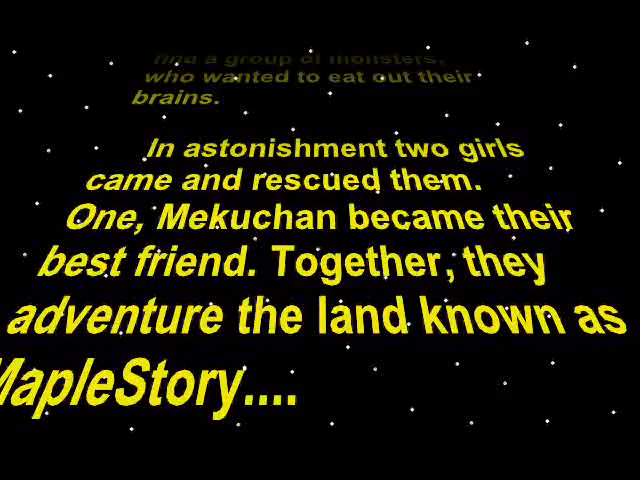 find a group of monsters,
who wanted to eat out their
brains.
In astonishment two girls
came and rescued them.
One, Mekuchan became their
best friend. Together, they
adventure the land known as
MapleStory....